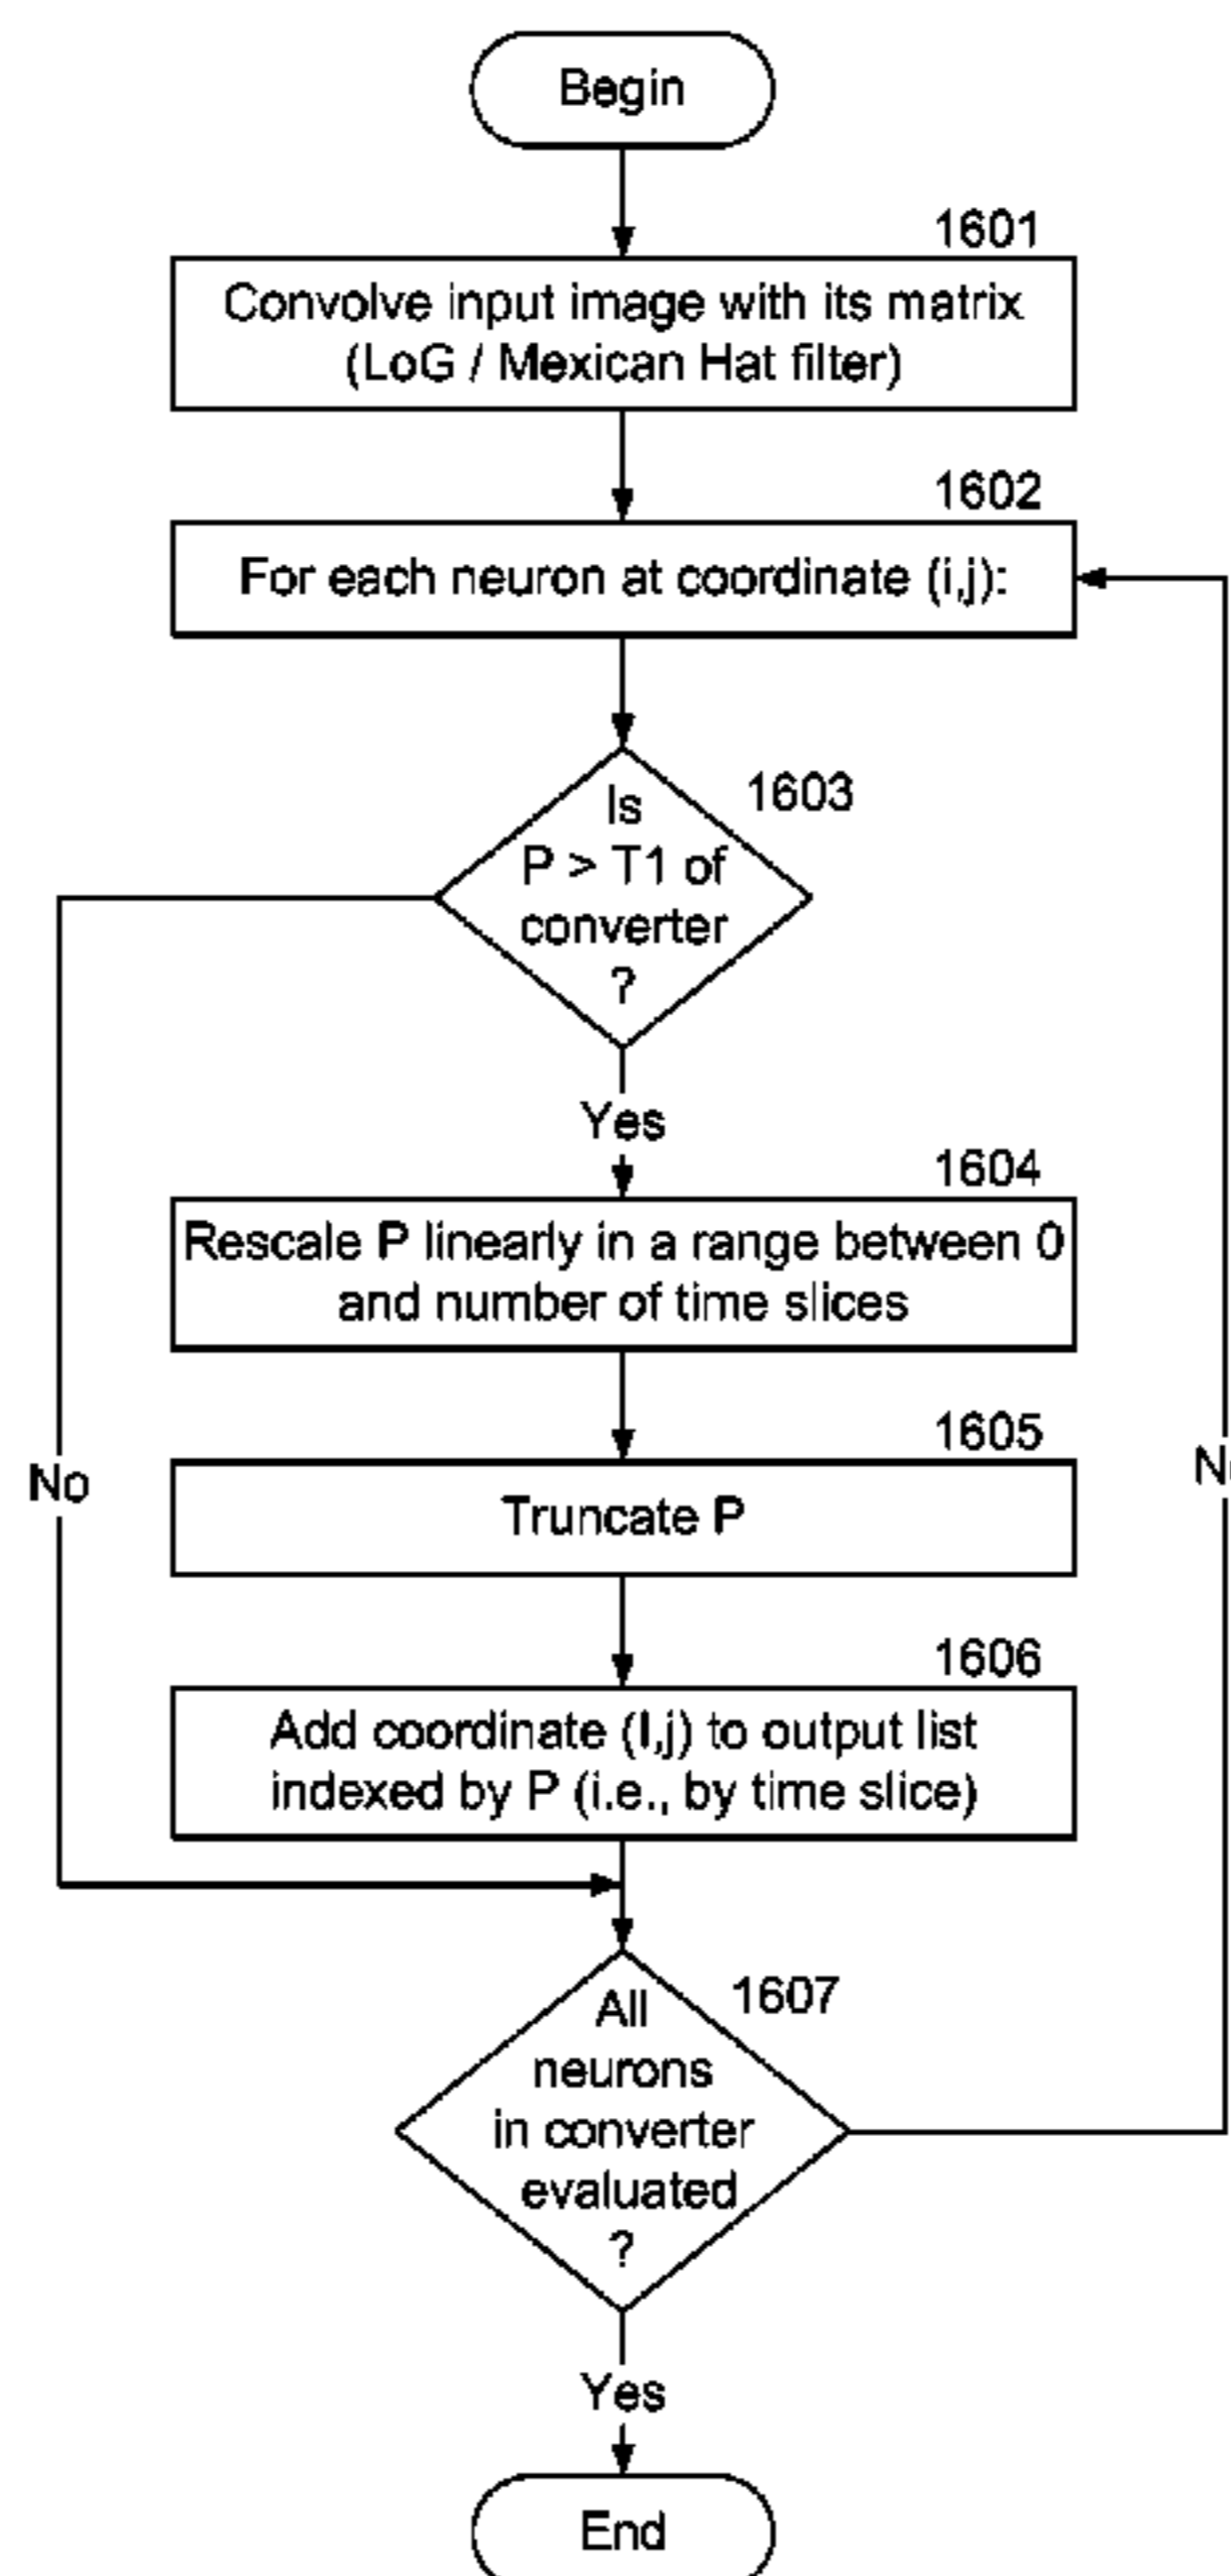 Begin
1601
Convolve input image with its matrix
(LoG / Mexican Hat filter)
1602
For each neuron at coordinate (i,j):
1603
Is
P > T1 of
converter
?
Yes
1604
Rescale P linearly in a range between 0
and number of time slices
1605
Truncate P
No
1606
Add coordinate (I,j) to output list
indexed by P (i.e., by time slice)
1607
All
neurons
in converter
evaluated
?
Yes
End